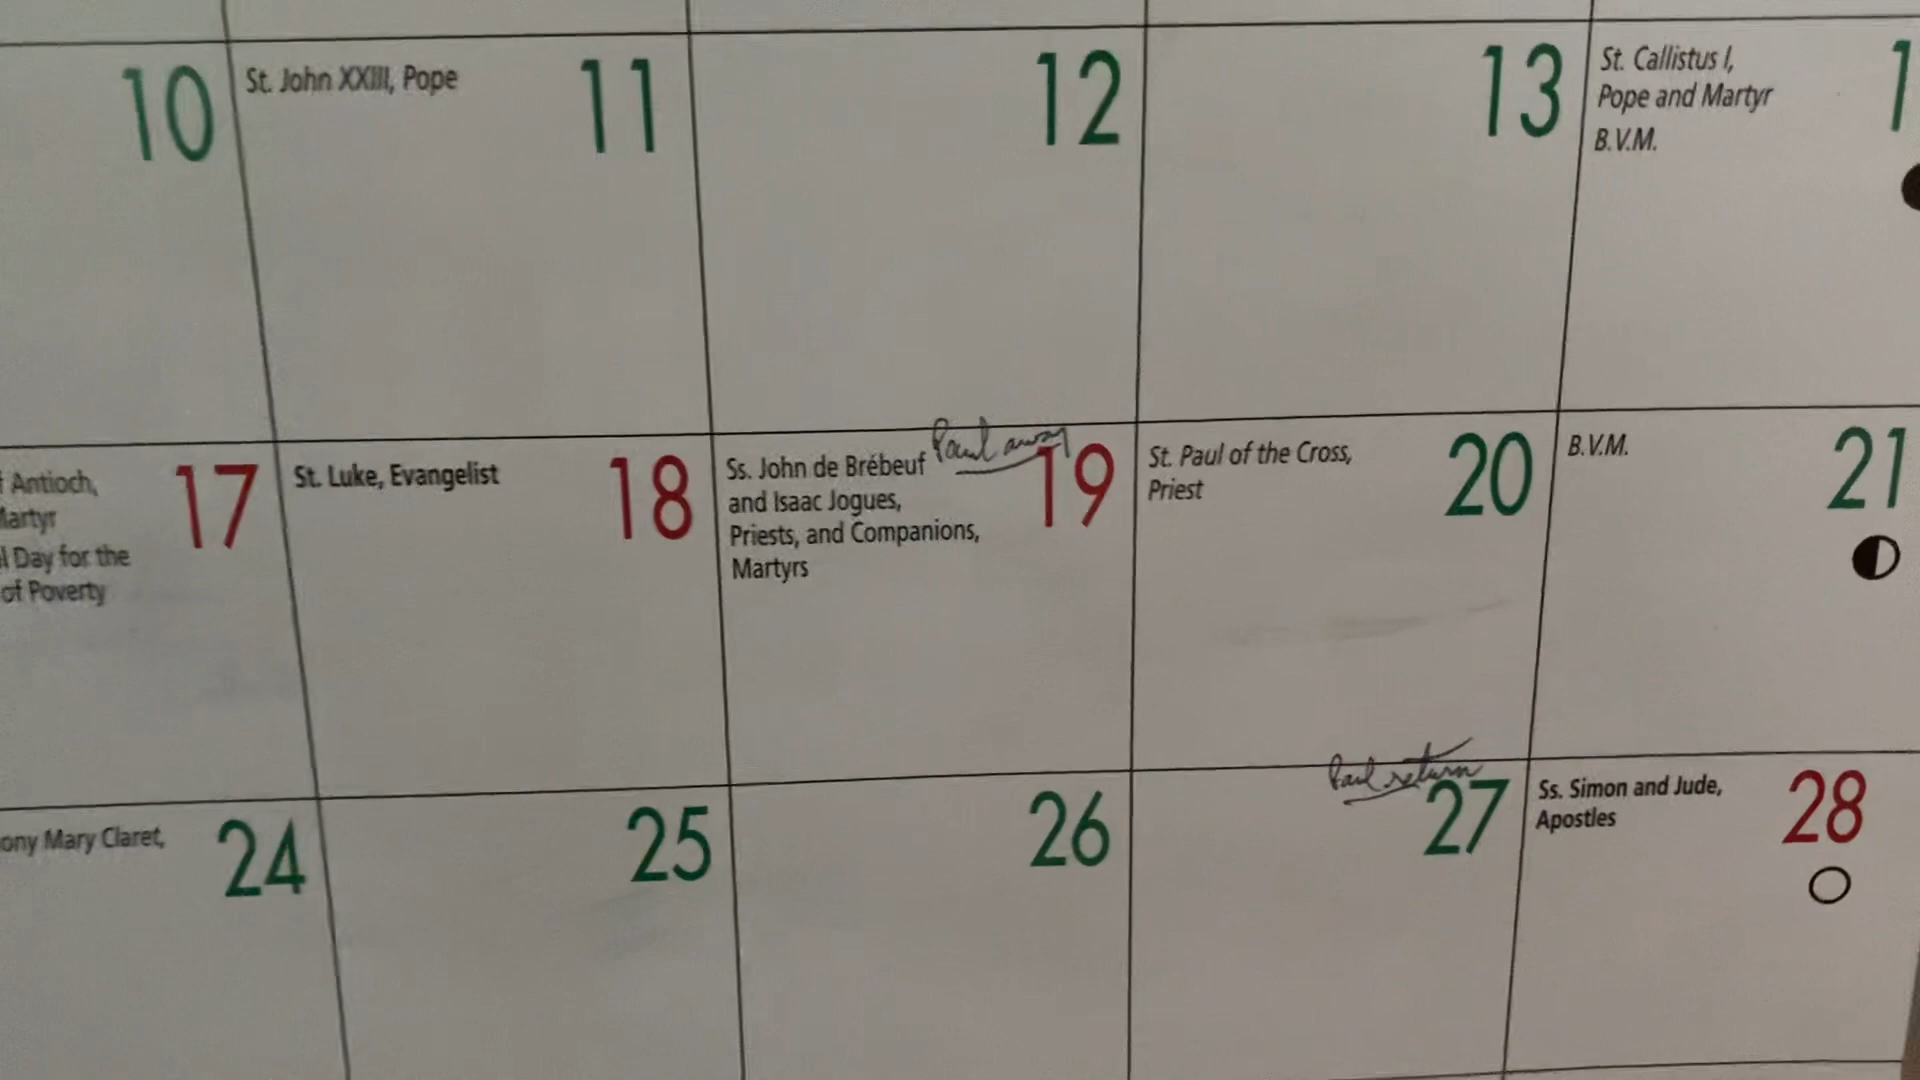 10
St. John XXIII, Pope 11
12
13
St. Callistus I,
Pope and Martyr
B.V.M.
1
Antioch,
Martyr
Day for the
of Poverty
17
St. Luke, Evangelist 18
Paul away
Ss. John de Brébeuf
and Isaac Jogues,
Priests, and Companions,
Martyrs
19
St. Paul of the Cross,
Priest
20
B.V.M. 21
ony Mary Claret, 24
25
26
Paul return
27
Ss. Simon and Jude,
Apostles
28